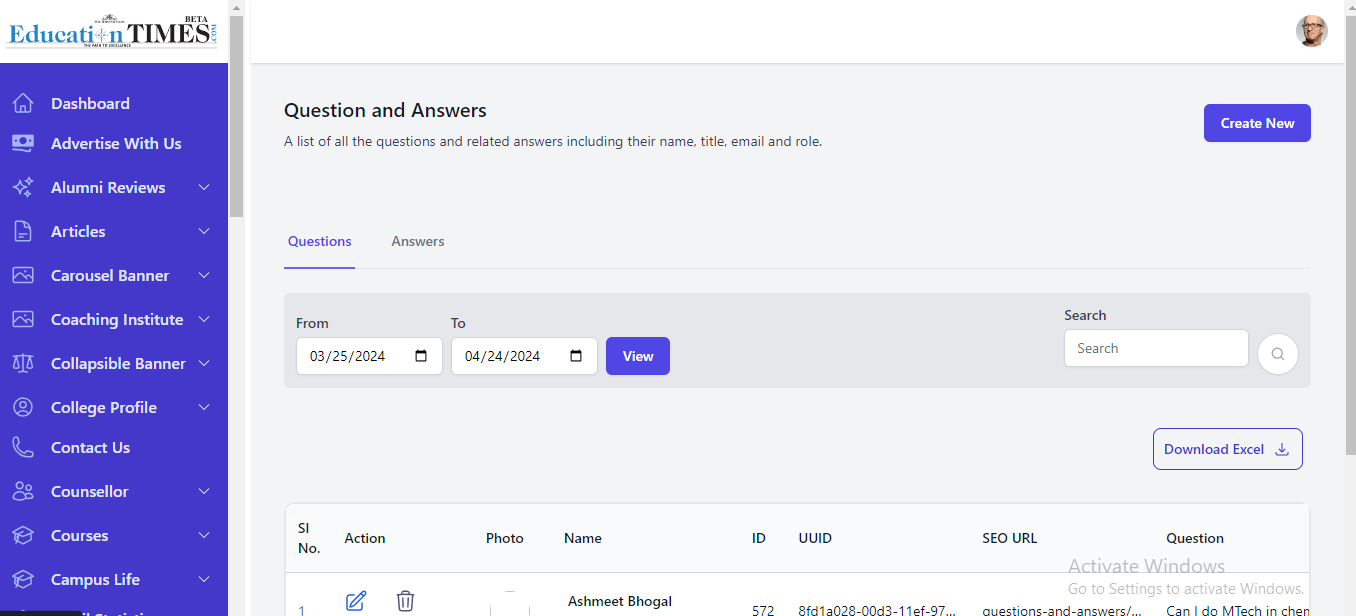 BETA
Education TIMES .COM
THE PATH TO EXCELLENCE
Dashboard
Advertise With Us
Alumni Reviews
Articles
Carousel Banner
Coaching Institute
Collapsible Banner
College Profile
Contact Us
Counsellor
Courses
Campus Life
Question and Answers
A list of all the questions and related answers including their name, title, email and role.
Create New
Questions Answers
From To Search
03/25/2024 04/24/2024 View Search
Download Excel
SI No. Action Photo Name ID UUID SEO URL Question
Activate Windows
Go to Settings to activate Windows.
1 Ashmeet Bhogal 572 8fd1a028-00d3-11ef-97... questions-and-answers/... Can I do MTech in chem